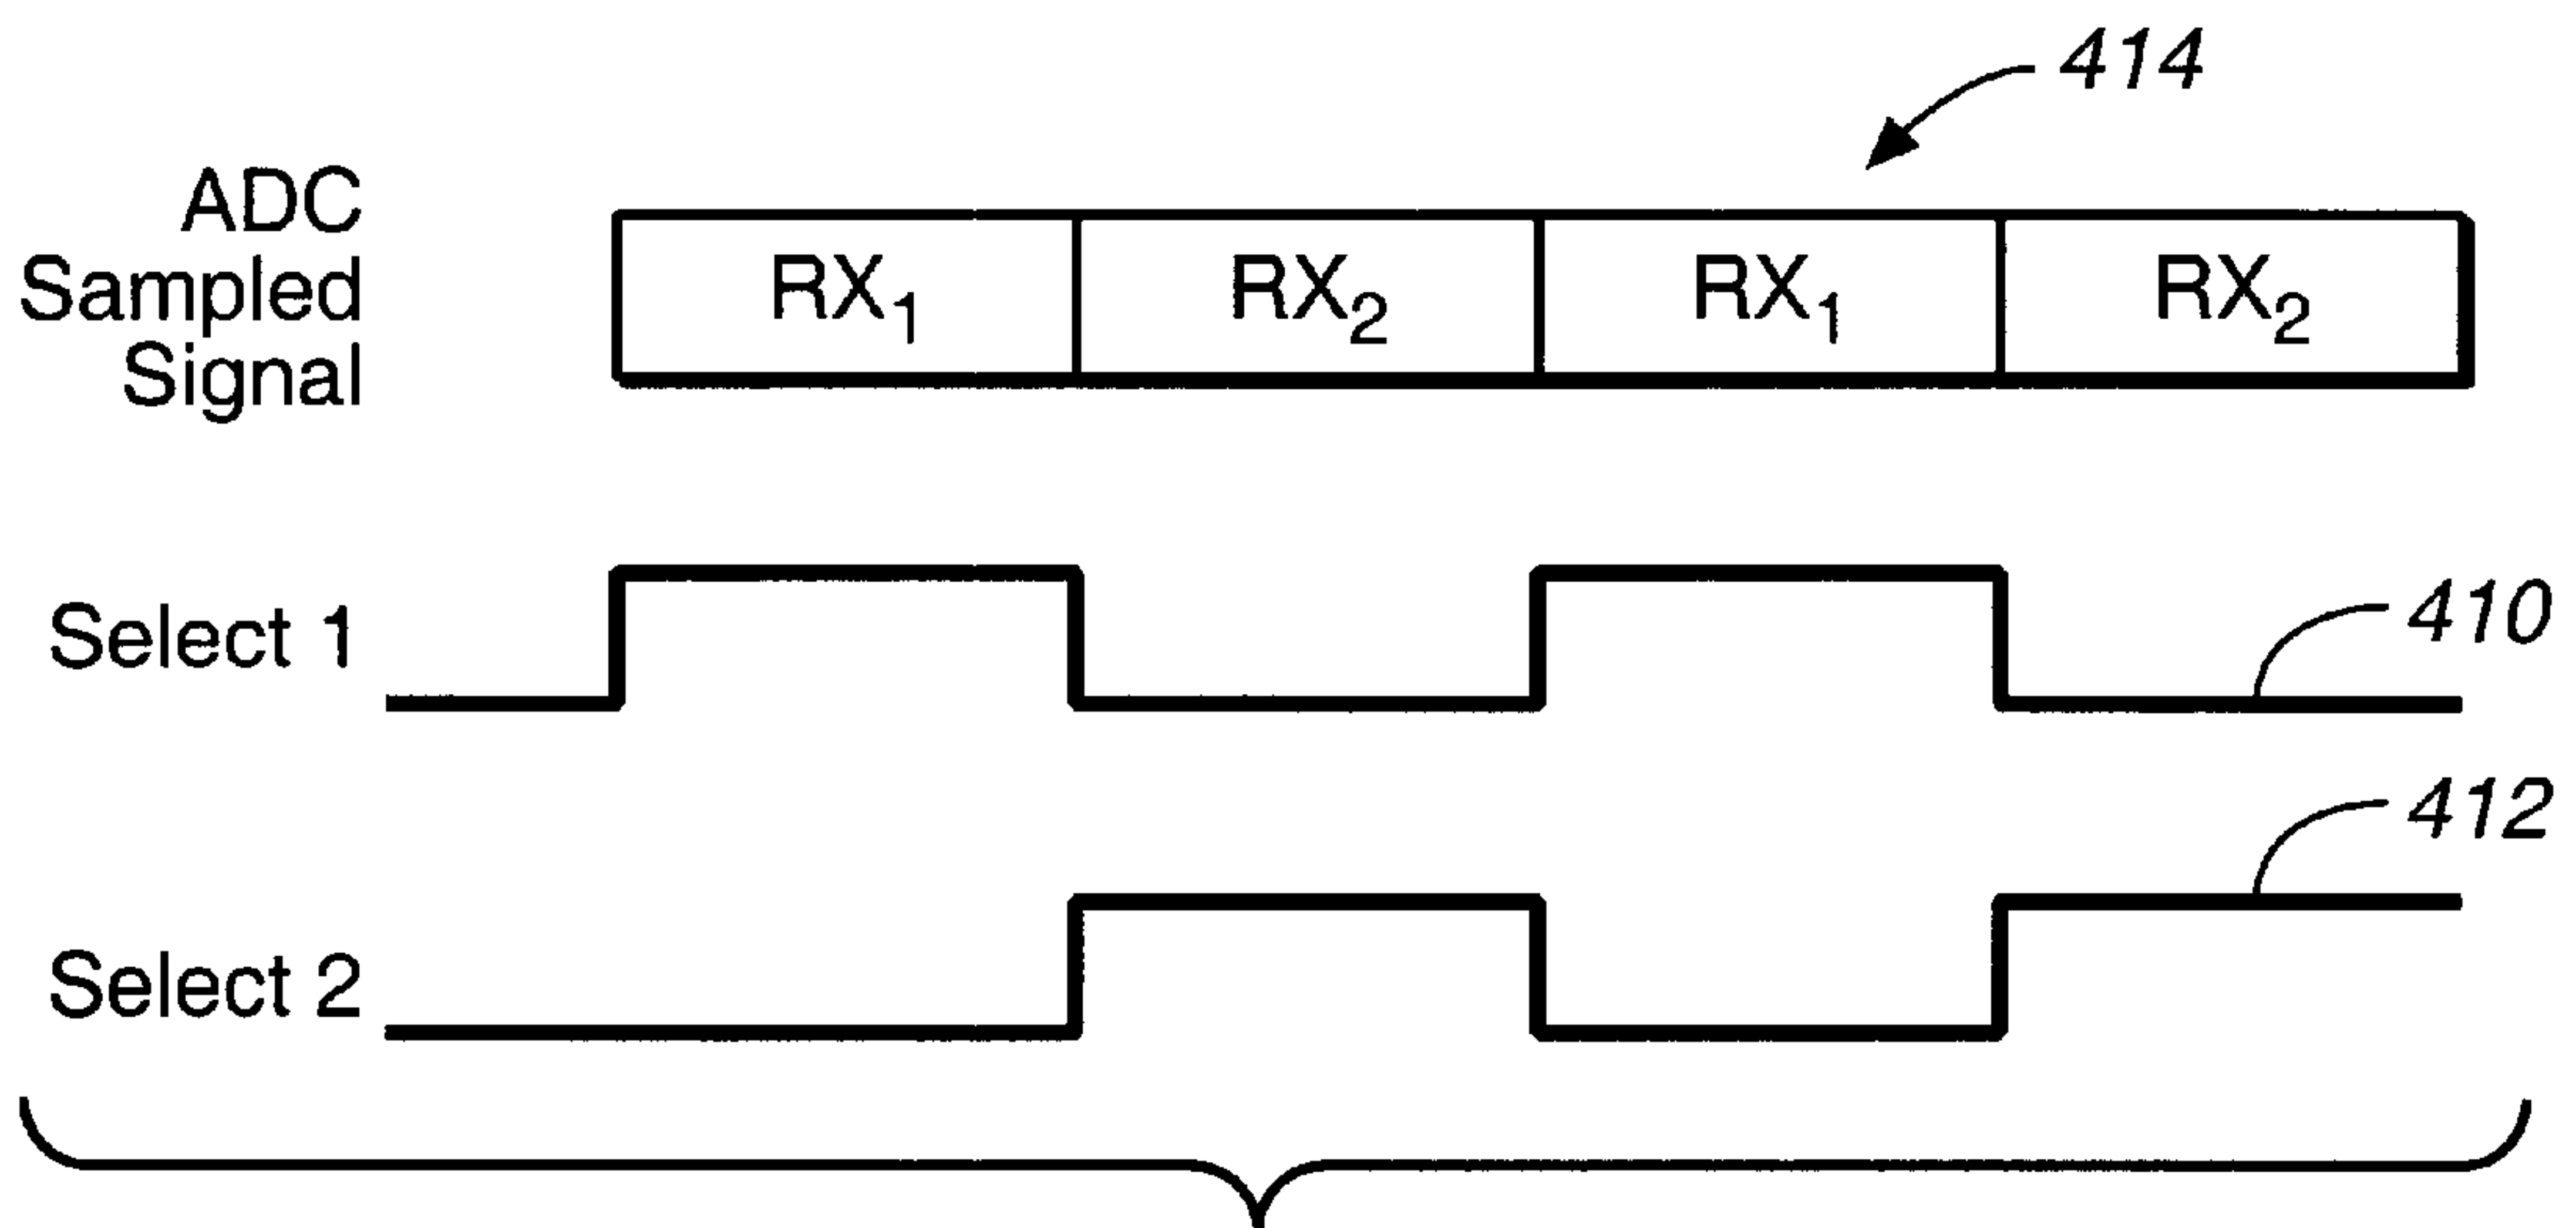 414
ADC
Sampled
Signal
RX₁ RX₂ RX₁ RX₂
Select 1
410
412
Select 2